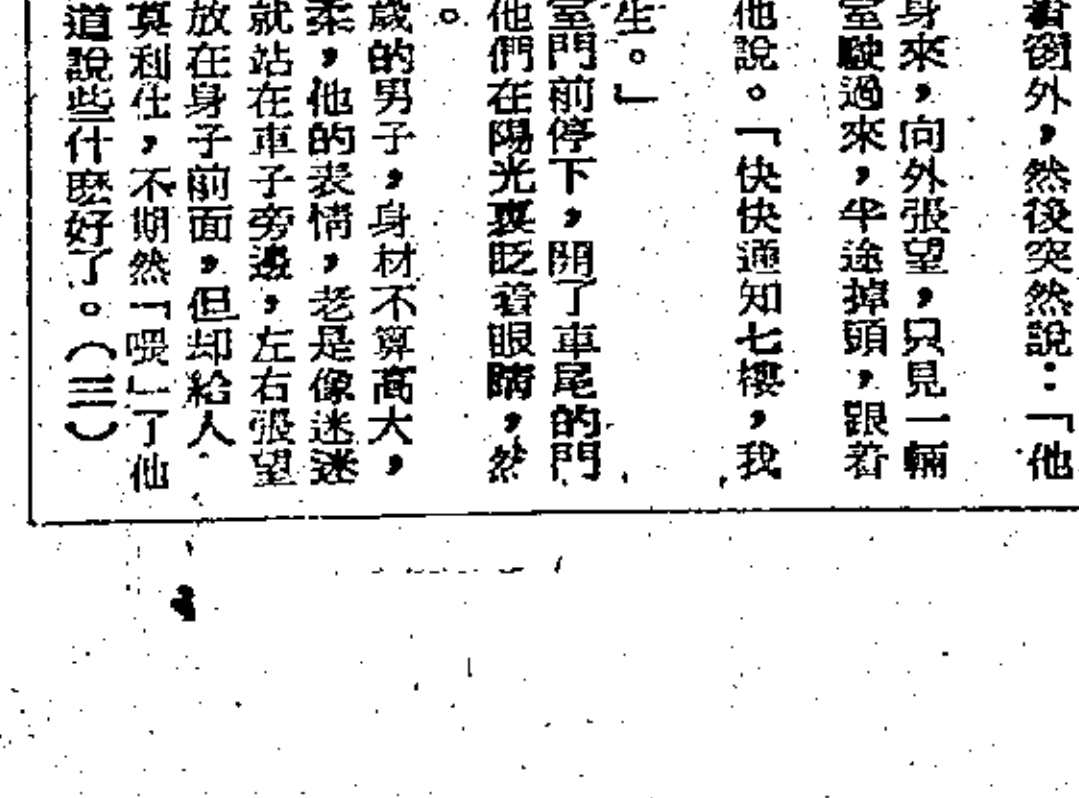 看窗外，然後突然說：「他
身來，向外張望，只見一輛
室駛過來，半途掉頭，跟着
他說。「快快通知七樓，我
生。」
室門前停下，開了車尾的門
他們在陽光裏眨着眼睛，然
。
歲的男子，身材不算高大，
柔，他的表情，老是像迷迷
就站在車子旁邊，左右張望
放在身子前面，但却給人
莫利仕，不期然「喂」了他
道說些什麽好了。（三）